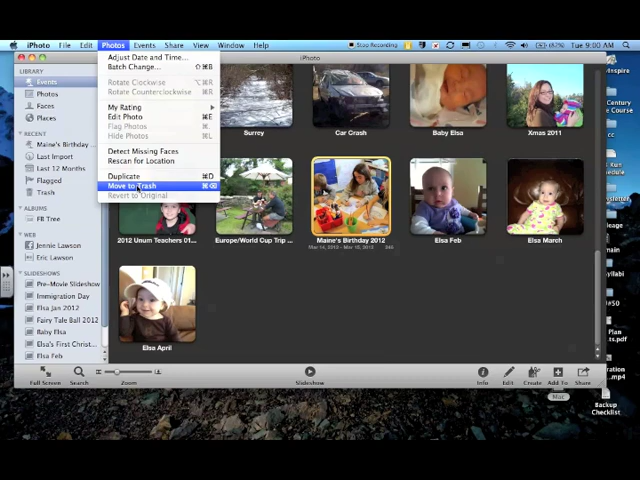 iPhoto File Edit Photos Events Share View Window Help Stop Recording Tue 9:00 AM
iPhoto
Adjust Date and Time...
Batch Change... ⇧⌘B
Rotate Clockwise ⌥⌘R
Rotate Counterclockwise ⌘R
My Rating
Edit Photo ⌘E
Flag Photos
Hide Photos ⌘L
Detect Missing Faces
Rescan for Location
Duplicate ⌘D
Move to Trash ⌘⌫
Revert to Original
LIBRARY
Events
Photos
Faces
Places
RECENT
Maine's Birthday ...
Last Import
Last 12 Months
Flagged
Trash
ALBUMS
FR Tree
WEB
Jennie Lawson
Eric Lawson
SLIDESHOWS
Pre-Movie Slideshow
Immigration Day
Elsa Jan 2012
Fairy Tale Ball 2012
Baby Elsa
Elsa's First Christ...
Elsa Feb
Surrey
Car Crash
Baby Elsa
Xmas 2011
2012 Unum Teachers 01...
Europe/World Cup Trip ...
Maine's Birthday 2012
Elsa Feb
Elsa March
Elsa April
Full Screen
Search
Zoom
Slideshow
Info
Edit
Create
Add To
Share
Mac
Backup
Checklist